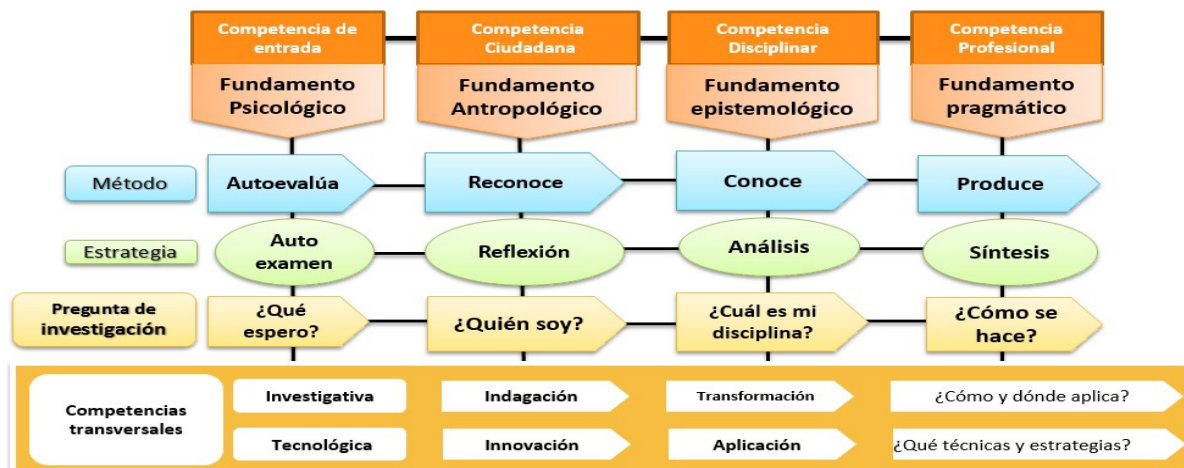 Competencia de
entrada
Competencia
Ciudadana
Competencia
Disciplinar
Competencia
Profesional
Fundamento
Psicológico
Fundamento
Antropológico
Fundamento
epistemológico
Fundamento
pragmático
Método
Autoevalúa
Reconoce
Conoce
Produce
Estrategia
Auto
examen
Reflexión
Análisis
Síntesis
Pregunta de
investigación
¿Qué
espero?
¿Quién soy?
¿Cuál es mi
disciplina?
¿Cómo se
hace?
Competencias
transversales
Investigativa
Indagación
Transformación
¿Cómo y dónde aplica?
Tecnológica
Innovación
Aplicación
¿Qué técnicas y estrategias?